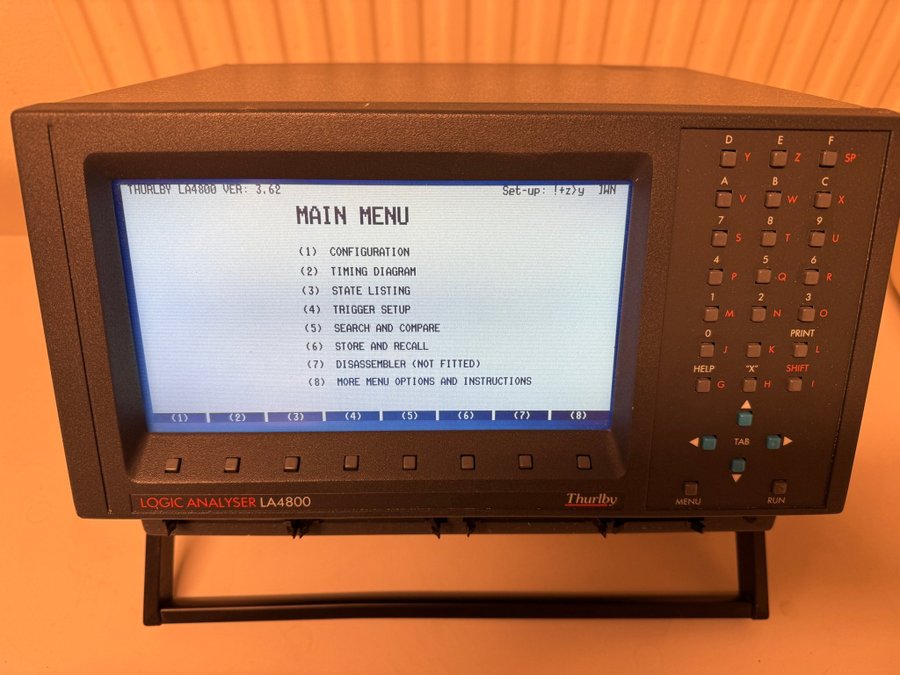 THURLBY LA4800 VER: 3.62 Set-up: !+z)y ]WN
MAIN MENU
(1) CONFIGURATION
(2) TIMING DIAGRAM
(3) STATE LISTING
(4) TRIGGER SETUP
(5) SEARCH AND COMPARE
(6) STORE AND RECALL
(7) DISASSEMBLER (NOT FITTED)
(8) MORE MENU OPTIONS AND INSTRUCTIONS
(1) (2) (3) (4) (5) (6) (7) (8)
LOGIC ANALYSER LA4800 Thurlby
D E F
Y Z SP
A B C
V W X
7 8 9
S T U
4 5 6
P Q R
1 2 3
M N O
0 PRINT
J K L
HELP "X" SHIFT
G H I
TAB
MENU RUN